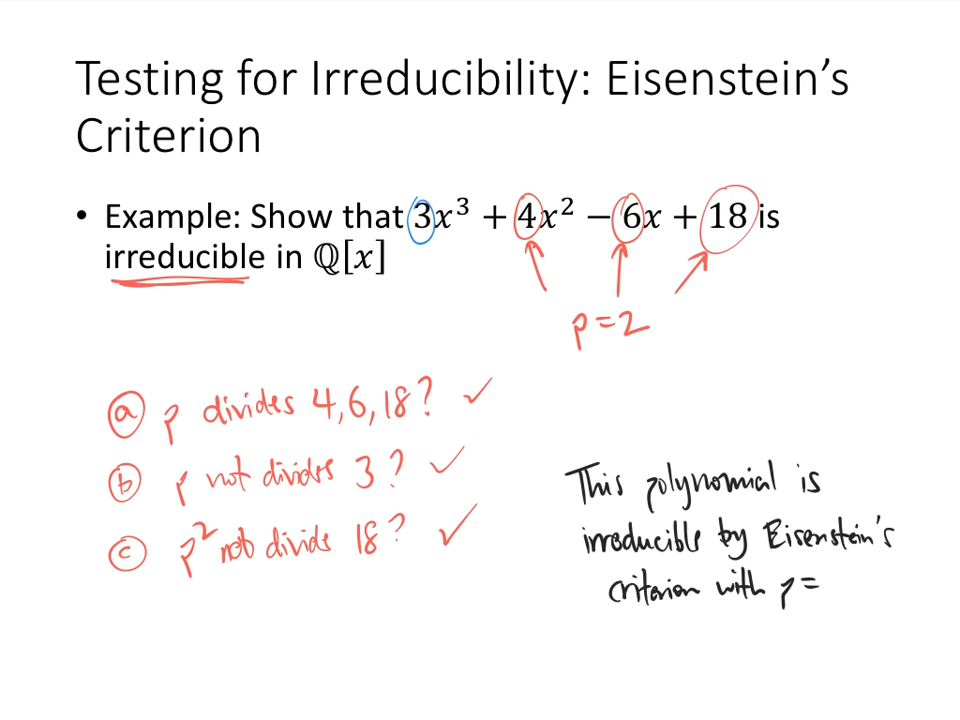 Testing for Irreducibility: Eisenstein’s
Criterion
• Example: Show that 3x³ + 4x² − 6x + 18 is
irreducible in ℚ[x]
p=2
ⓐ p divides 4,6,18? ✓
ⓑ p not divides 3? ✓
ⓒ p² not divide 18? ✓
This polynomial is
irreducible by Eisenstein's
criterion with p=